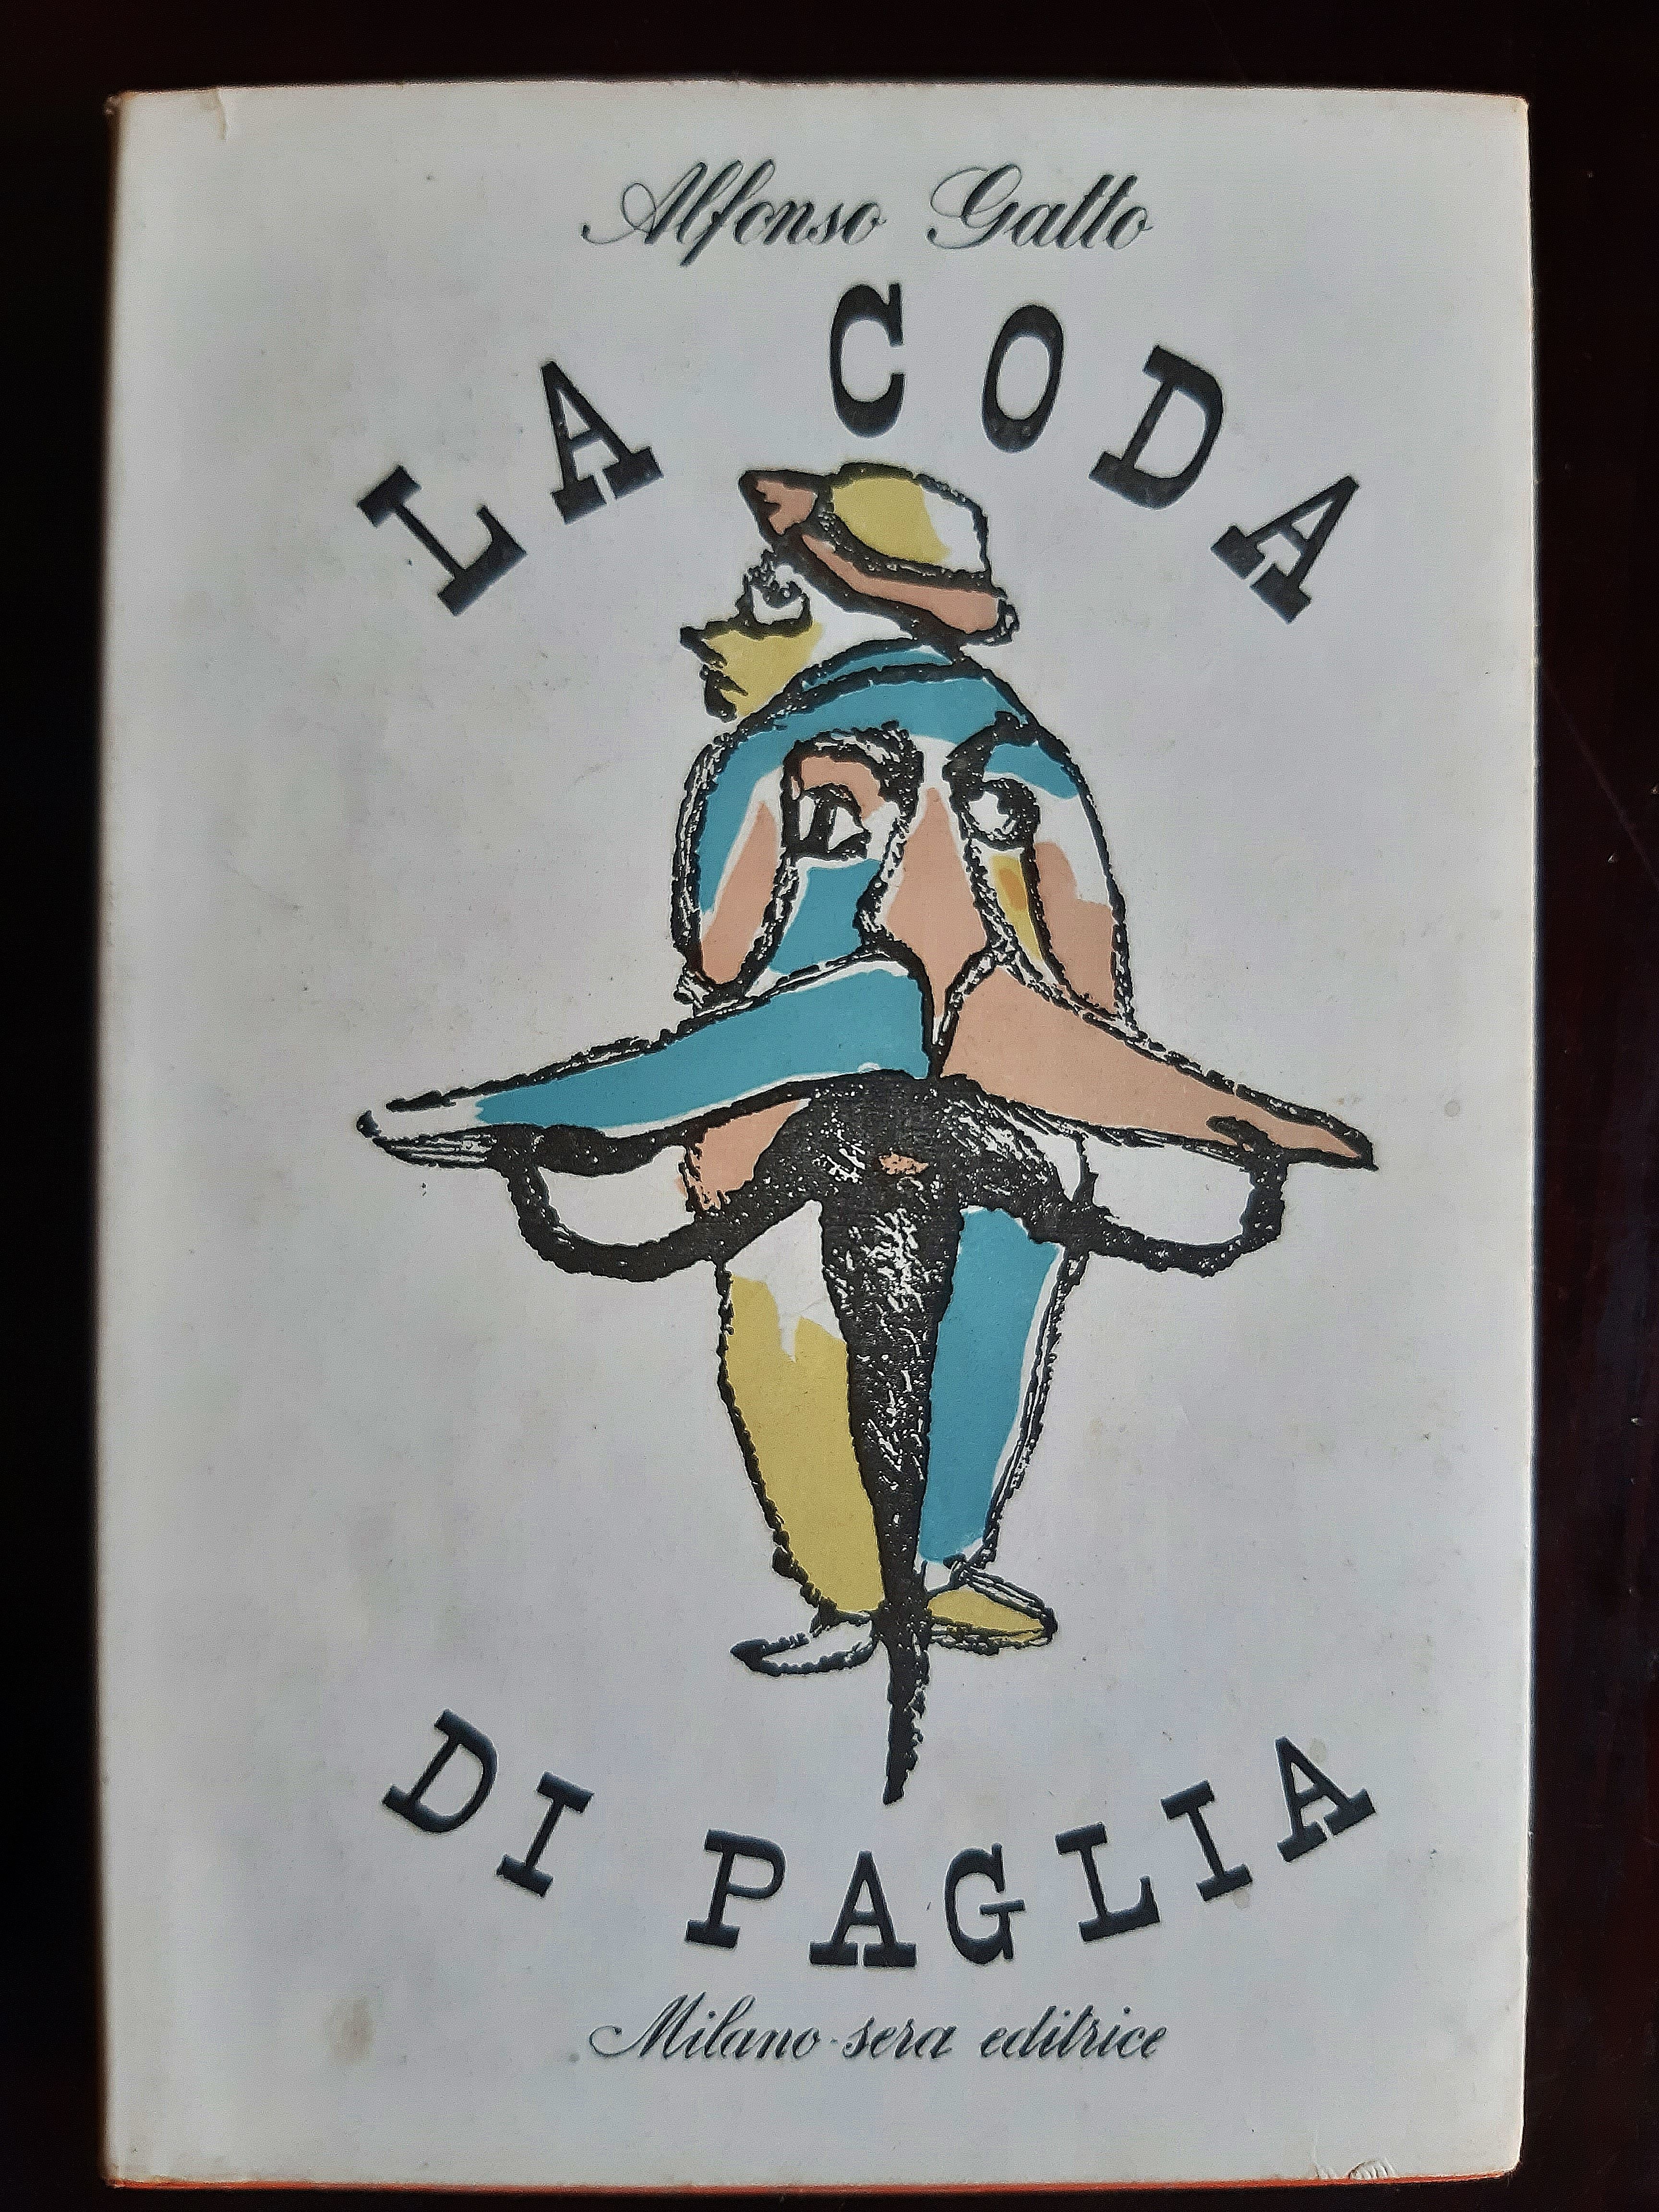 Alfonso Gatto
LA CODA
DI PAGLIA
Milano-sera editrice